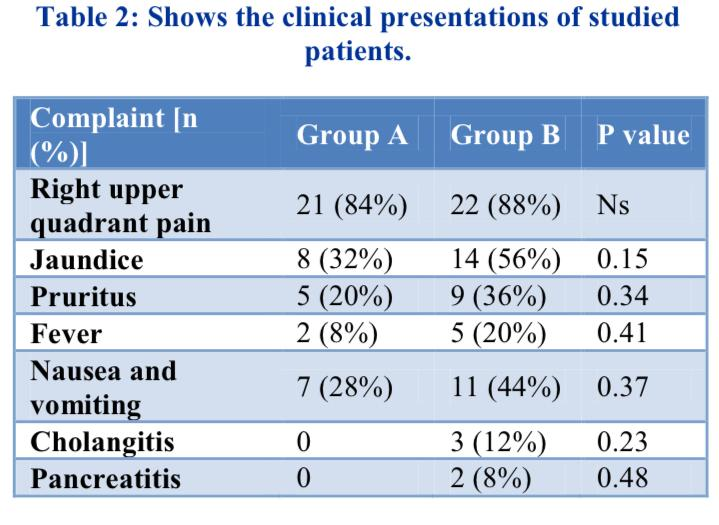 Table 2: Shows the clinical presentations of studied
patients.
Complaint [n
(%)]
Group A
Group B
P value
Right upper
quadrant pain
21 (84%)
22 (88%)
Ns
Jaundice
8 (32%)
14 (56%)
0.15
Pruritus
5 (20%)
9 (36%)
0.34
Fever
2 (8%)
5 (20%)
0.41
Nausea and
vomiting
7 (28%)
11 (44%)
0.37
Cholangitis
0
3 (12%)
0.23
Pancreatitis
0
2 (8%)
0.48